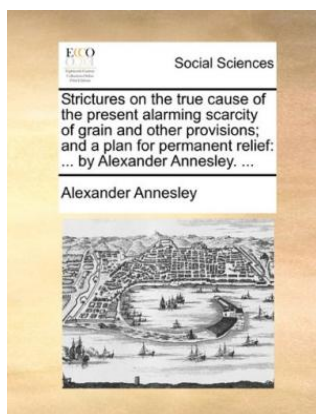 ECCO
Social Sciences
Strictures on the true cause of
the present alarming scarcity
of grain and other provisions;
and a plan for permanent relief:
... by Alexander Annesley. ...
Alexander Annesley